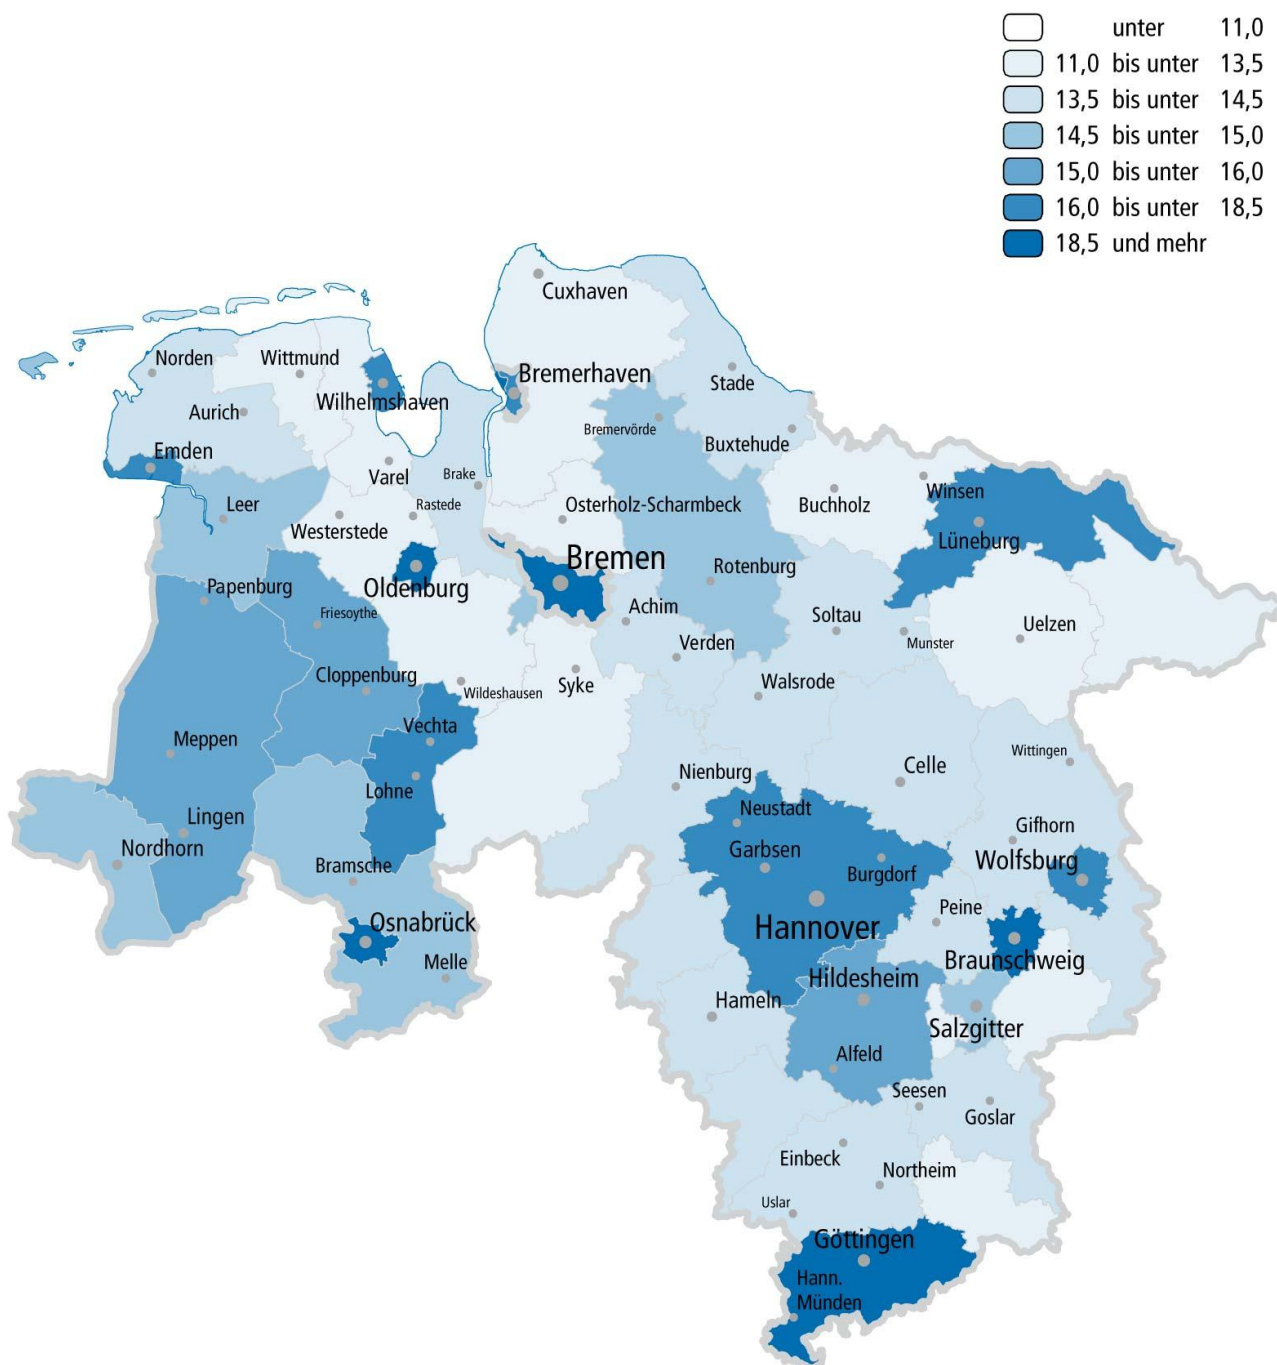 unter 11,0
11,0 bis unter 13,5
13,5 bis unter 14,5
14,5 bis unter 15,0
15,0 bis unter 16,0
16,0 bis unter 18,5
18,5 und mehr
Cuxhaven
Norden
Wittmund
Bremerhaven
Stade
Wilhelmshaven
Aurich
Bremervörde
Buxtehude
Emden
Varel
Brake
Winsen
Leer
Rastede
Osterholz-Scharmbeck
Buchholz
Westerstede
Lüneburg
Bremen
Rotenburg
Papenburg
Oldenburg
Friesoythe
Achim
Soltau
Uelzen
Munster
Verden
Cloppenburg
Wildeshausen
Syke
Walsrode
Vechta
Meppen
Wittingen
Nienburg
Celle
Lohne
Neustadt
Lingen
Gifhorn
Nordhorn
Garbsen
Wolfsburg
Bramsche
Burgdorf
Peine
Osnabrück
Hannover
Melle
Braunschweig
Hildesheim
Hameln
Salzgitter
Alfeld
Seesen
Goslar
Einbeck
Northeim
Uslar
Göttingen
Hann.
Münden